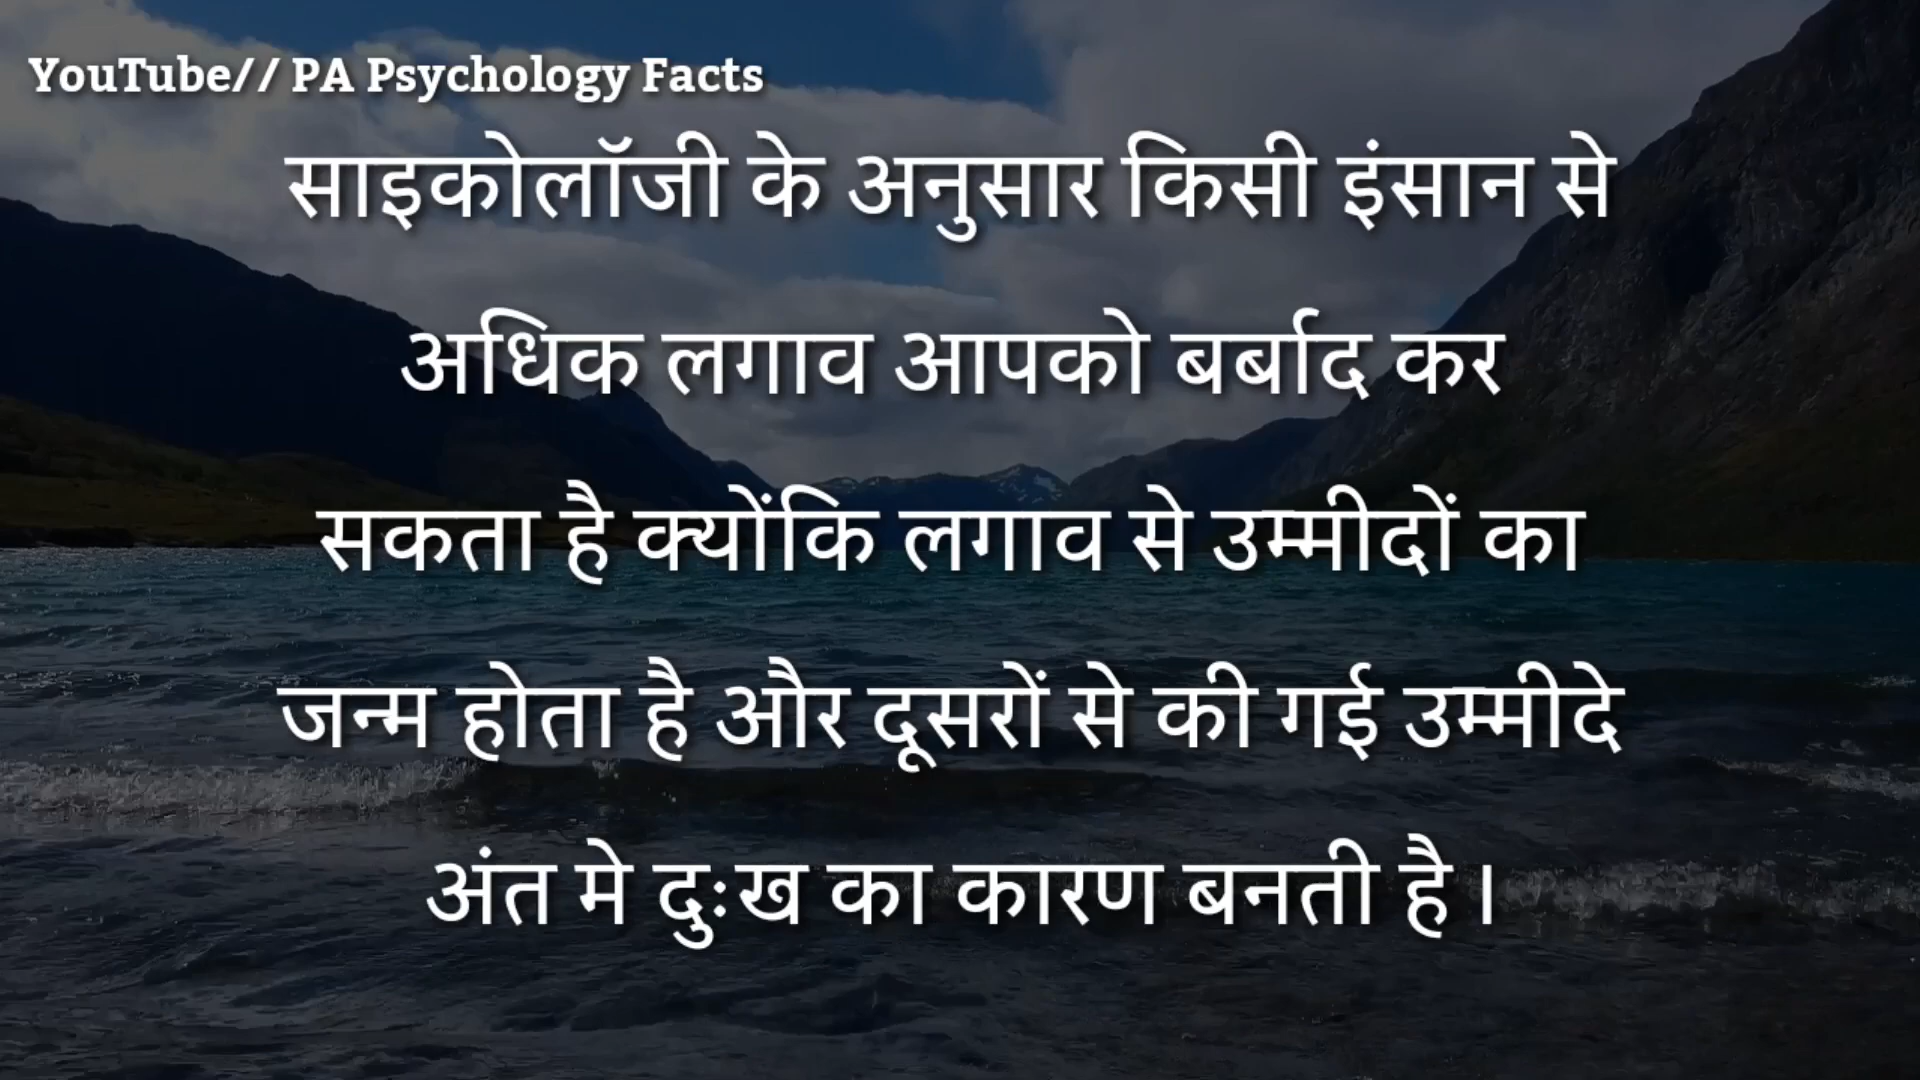 YouTube// PA Psychology Facts
साइकोलॉजी के अनुसार किसी इंसान से
अधिक लगाव आपको बर्बाद कर
सकता है क्योंकि लगाव से उम्मीदों का
जन्म होता है और दूसरों से की गई उम्मीदे
अंत मे दुःख का कारण बनती है ।